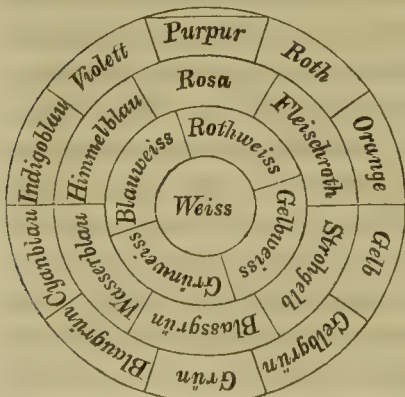 Purpur
Roth
Orange
Gelb
Gelbgrün
Grün
Blaugrün
Cyanblau
Indigoblau
Violett
Rosa
Fleischroth
Strohgelb
Blassgrün
Wasserblau
Himmelblau
Rothweiss
Gelbweiss
Grünweiss
Blauweiss
Weiss